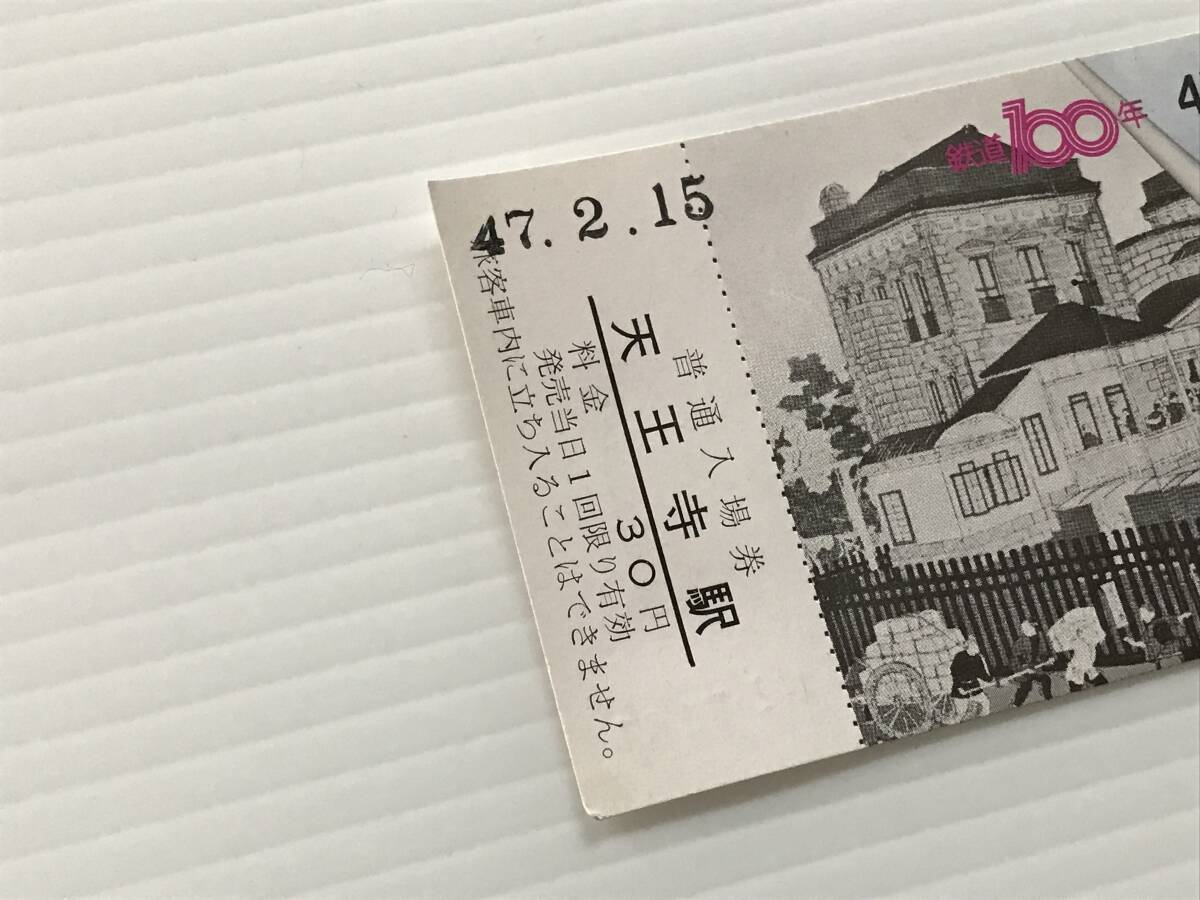 47. 2. 15
普通入場券
天王寺駅
料金 30円
発売当日1回限り有効
旅客車内に立ち入ることはできません。
鉄道100年
4